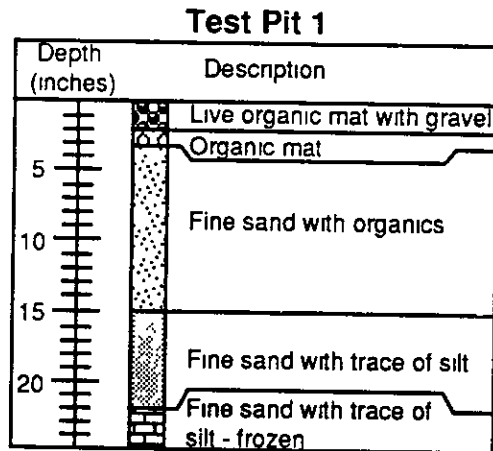 Test Pit 1
Depth
(inches)
Description
Live organic mat with gravel
Organic mat
5
Fine sand with organics
10
15
Fine sand with trace of silt
20
Fine sand with trace of
silt - frozen